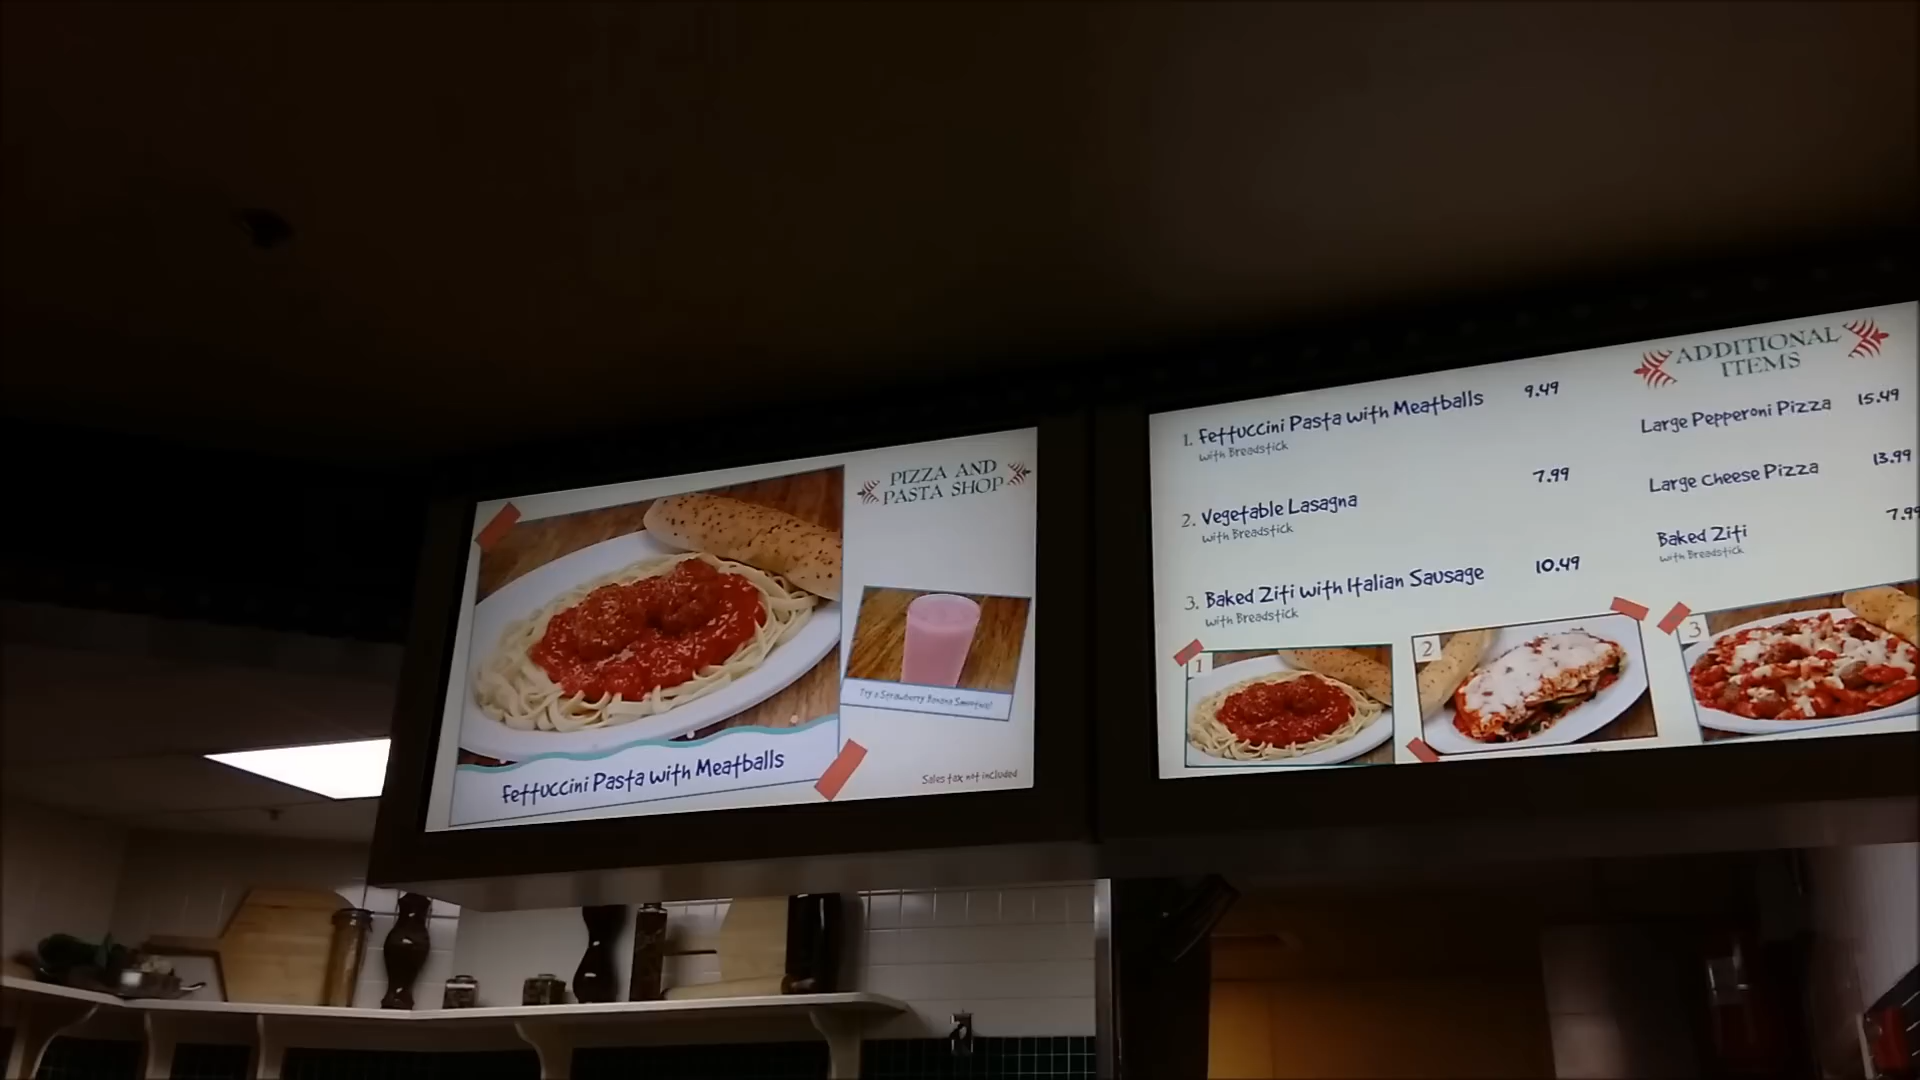 PIZZA AND
PASTA SHOP
Try a Strawberry Banana Smoothie!
Fettuccini Pasta with Meatballs
Sales tax not included
1. Fettuccini Pasta with Meatballs 9.49
with Breadstick
2. Vegetable Lasagna 7.99
with Breadstick
3. Baked Ziti with Italian Sausage 10.49
with Breadstick
1
2
3
ADDITIONAL
ITEMS
Large Pepperoni Pizza 15.49
Large Cheese Pizza 13.99
Baked Ziti 7.99
with Breadstick